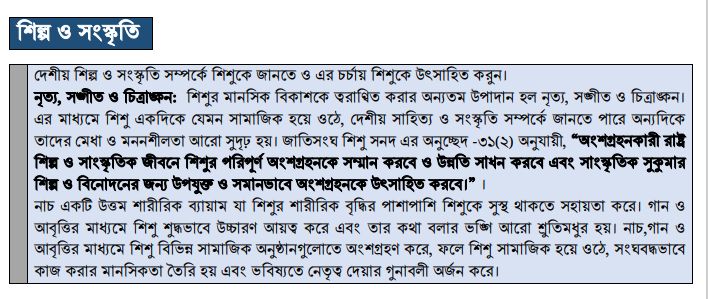 শিল্প ও সংস্কৃতি
দেশীয় শিল্প ও সংস্কৃতি সম্পর্কে শিশুকে জানতে ও এর চর্চায় শিশুকে উৎসাহিত করুন।
নৃত্য, সঙ্গীত ও চিত্রাঙ্কন: শিশুর মানসিক বিকাশকে ত্বরাণ্বিত করার অন্যতম উপাদান হল নৃত্য, সঙ্গীত ও চিত্রাঙ্কন।
এর মাধ্যমে শিশু একদিকে যেমন সামাজিক হয়ে ওঠে, দেশীয় সাহিত্য ও সংস্কৃতি সম্পর্কে জানতে পারে অন্যদিকে
তাদের মেধা ও মননশীলতা আরো সুদৃঢ় হয়। জাতিসংঘ শিশু সনদ এর অনুচ্ছেদ -৩১(২) অনুযায়ী, “অংশগ্রহনকারী রাষ্ট্র
শিল্প ও সাংস্কৃতিক জীবনে শিশুর পরিপূর্ণ অংশগ্রহনকে সম্মান করবে ও উন্নতি সাধন করবে এবং সাংস্কৃতিক সুকুমার
শিল্প ও বিনোদনের জন্য উপযুক্ত ও সমানভাবে অংশগ্রহনকে উৎসাহিত করবে।” ।
নাচ একটি উত্তম শারীরিক ব্যায়াম যা শিশুর শারীরিক বৃদ্ধির পাশাপাশি শিশুকে সুস্থ থাকতে সহায়তা করে। গান ও
আবৃত্তির মাধ্যমে শিশু শুদ্ধভাবে উচ্চারণ আয়ত্ব করে এবং তার কথা বলার ভঙ্গি আরো শ্রুতিমধুর হয়। নাচ,গান ও
আবৃত্তির মাধ্যমে শিশু বিভিন্ন সামাজিক অনুষ্ঠানগুলোতে অংশগ্রহণ করে, ফলে শিশু সামাজিক হয়ে ওঠে, সংঘবদ্ধভাবে
কাজ করার মানসিকতা তৈরি হয় এবং ভবিষ্যতে নেতৃত্ব দেয়ার গুনাবলী অর্জন করে।